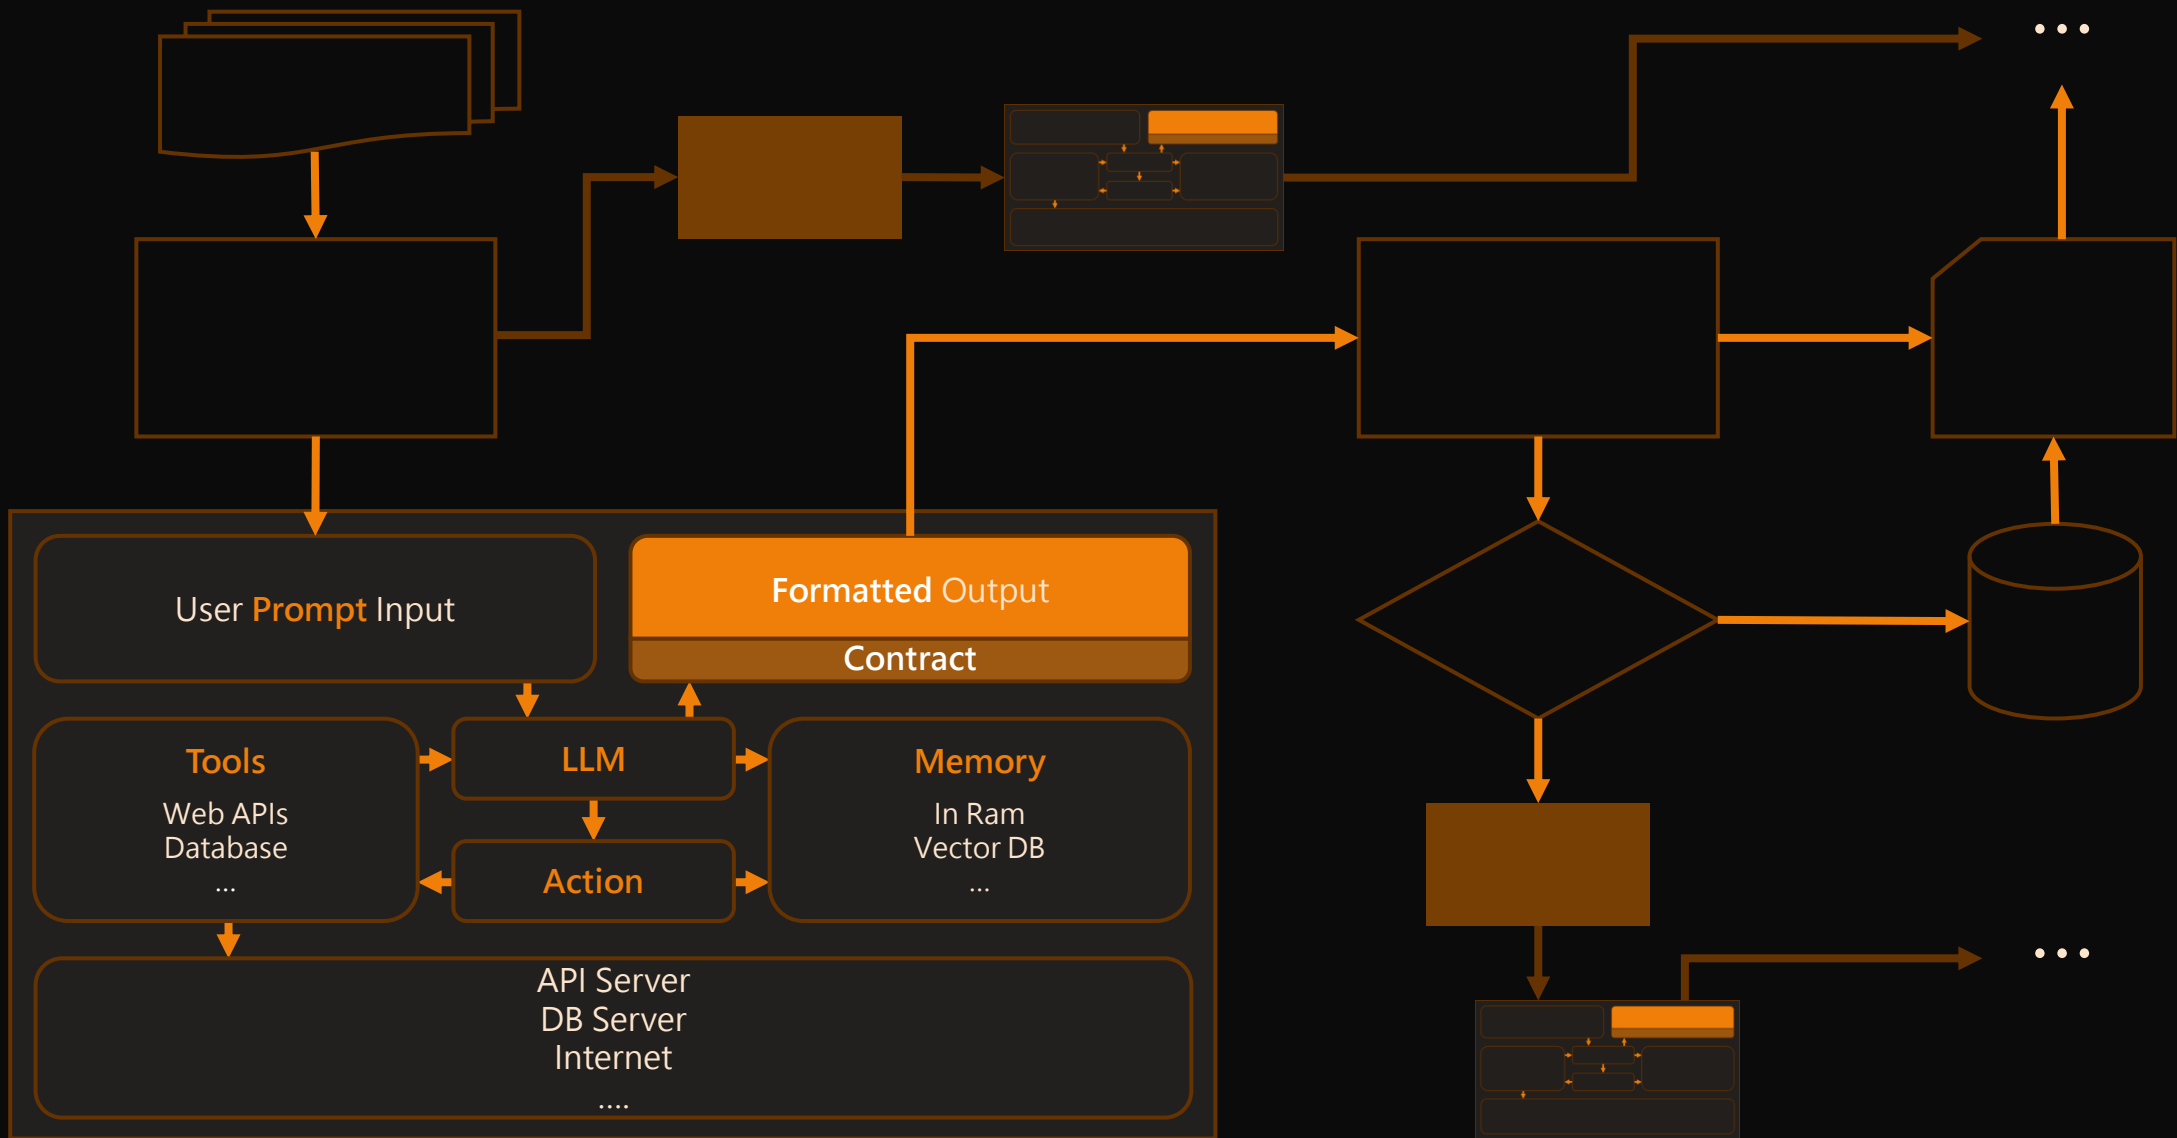 ...
User Prompt Input
Formatted Output
Contract
Tools
Web APIs
Database
...
LLM
Action
Memory
In Ram
Vector DB
...
API Server
DB Server
Internet
....
...